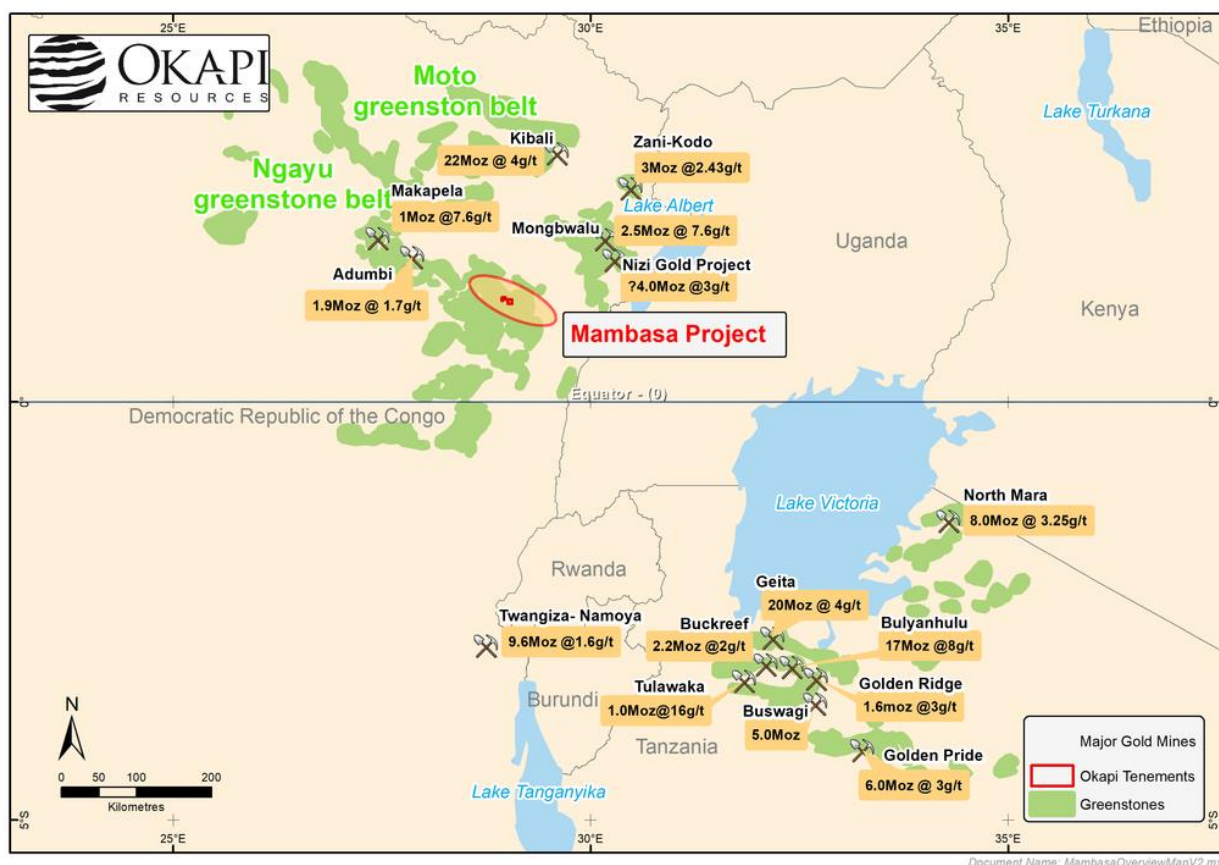 25°E
30°E
35°E
Ethiopia
OKAPI
RESOURCES
Moto
greenston belt
Lake Turkana
Kibali
22Moz @ 4g/t
Zani-Kodo
3Moz @2.43g/t
Ngayu
greenstone belt
Makapela
1Moz @7.6g/t
Lake Albert
Mongbwalu
2.5Moz @ 7.6g/t
Uganda
Adumbi
1.9Moz @ 1.7g/t
Nizi Gold Project
?4.0Moz @3g/t
Kenya
Mambasa Project
Equator - (0)
0°
0°
Democratic Republic of the Congo
Lake Victoria
North Mara
8.0Moz @ 3.25g/t
Rwanda
Geita
20Moz @ 4g/t
Twangiza- Namoya
9.6Moz @1.6g/t
Buckreef
2.2Moz @2g/t
Bulyanhulu
17Moz @8g/t
Tulawaka
1.0Moz@16g/t
Golden Ridge
1.6moz @3g/t
Burundi
Buswagi
5.0Moz
Tanzania
Golden Pride
6.0Moz @ 3g/t
Lake Tanganyika
N
0 50 100 200
Kilometres
Major Gold Mines
Okapi Tenements
Greenstones
5°S
5°S
25°E
30°E
35°E
Document Name: MambasaOverviewMapV2.m